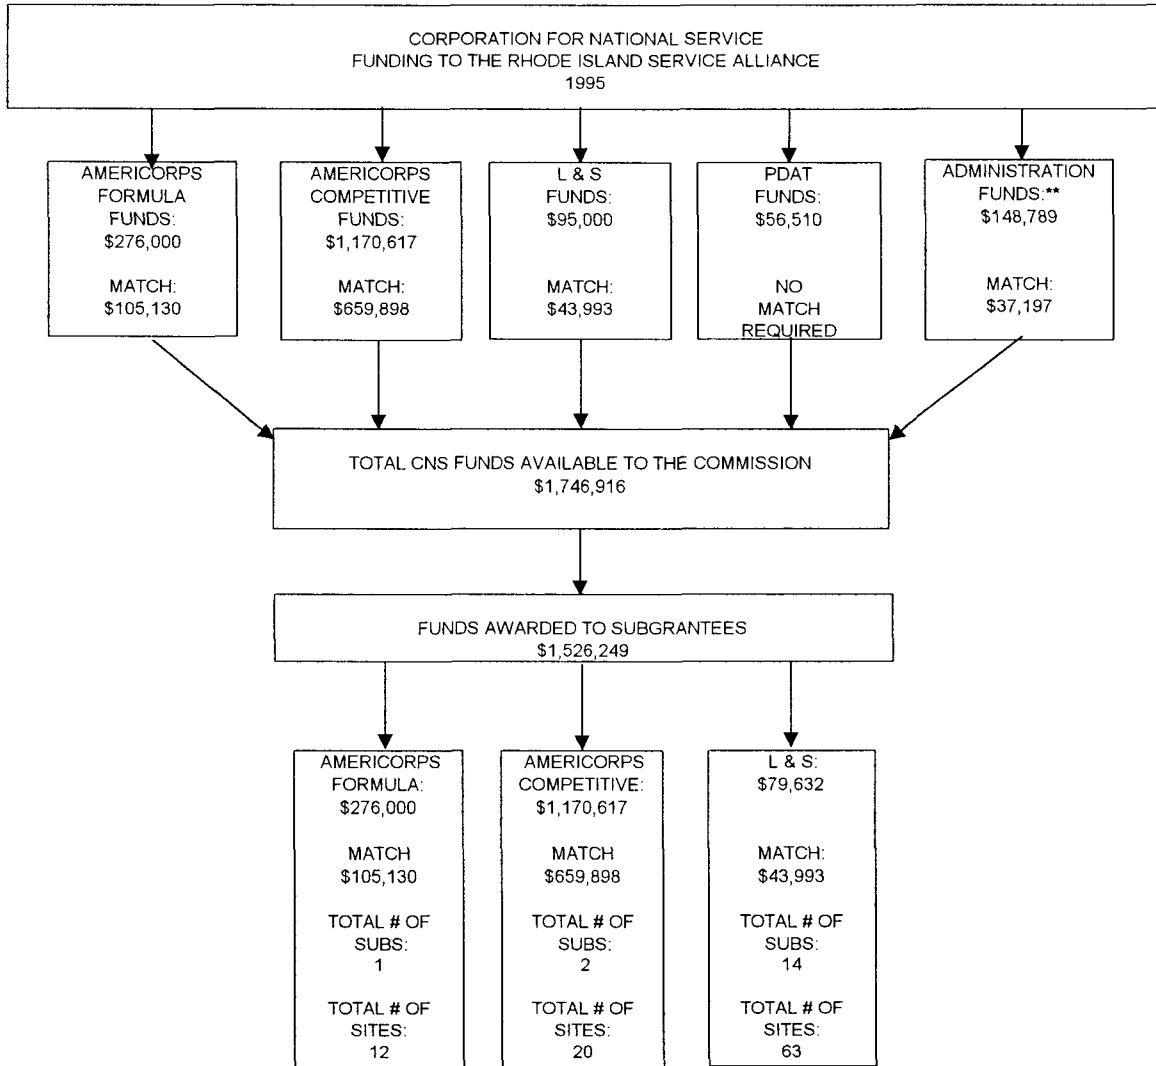 CORPORATION FOR NATIONAL SERVICE
FUNDING TO THE RHODE ISLAND SERVICE ALLIANCE
1995
AMERICORPS
FORMULA
FUNDS:
$276,000
MATCH:
$105,130
AMERICORPS
COMPETITIVE
FUNDS:
$1,170,617
MATCH:
$659,898
L & S
FUNDS:
$95,000
MATCH:
$43,993
PDAT
FUNDS:
$56,510
NO
MATCH
REQUIRED
ADMINISTRATION
FUNDS:**
$148,789
MATCH:
$37,197
TOTAL CNS FUNDS AVAILABLE TO THE COMMISSION
$1,746,916
FUNDS AWARDED TO SUBGRANTEES
$1,526,249
AMERICORPS
FORMULA:
$276,000
MATCH
$105,130
TOTAL # OF
SUBS:
1
TOTAL # OF
SITES:
12
AMERICORPS
COMPETITIVE:
$1,170,617
MATCH
$659,898
TOTAL # OF
SUBS:
2
TOTAL # OF
SITES:
20
L & S:
$79,632
MATCH:
$43,993
TOTAL # OF
SUBS:
14
TOTAL # OF
SITES:
63